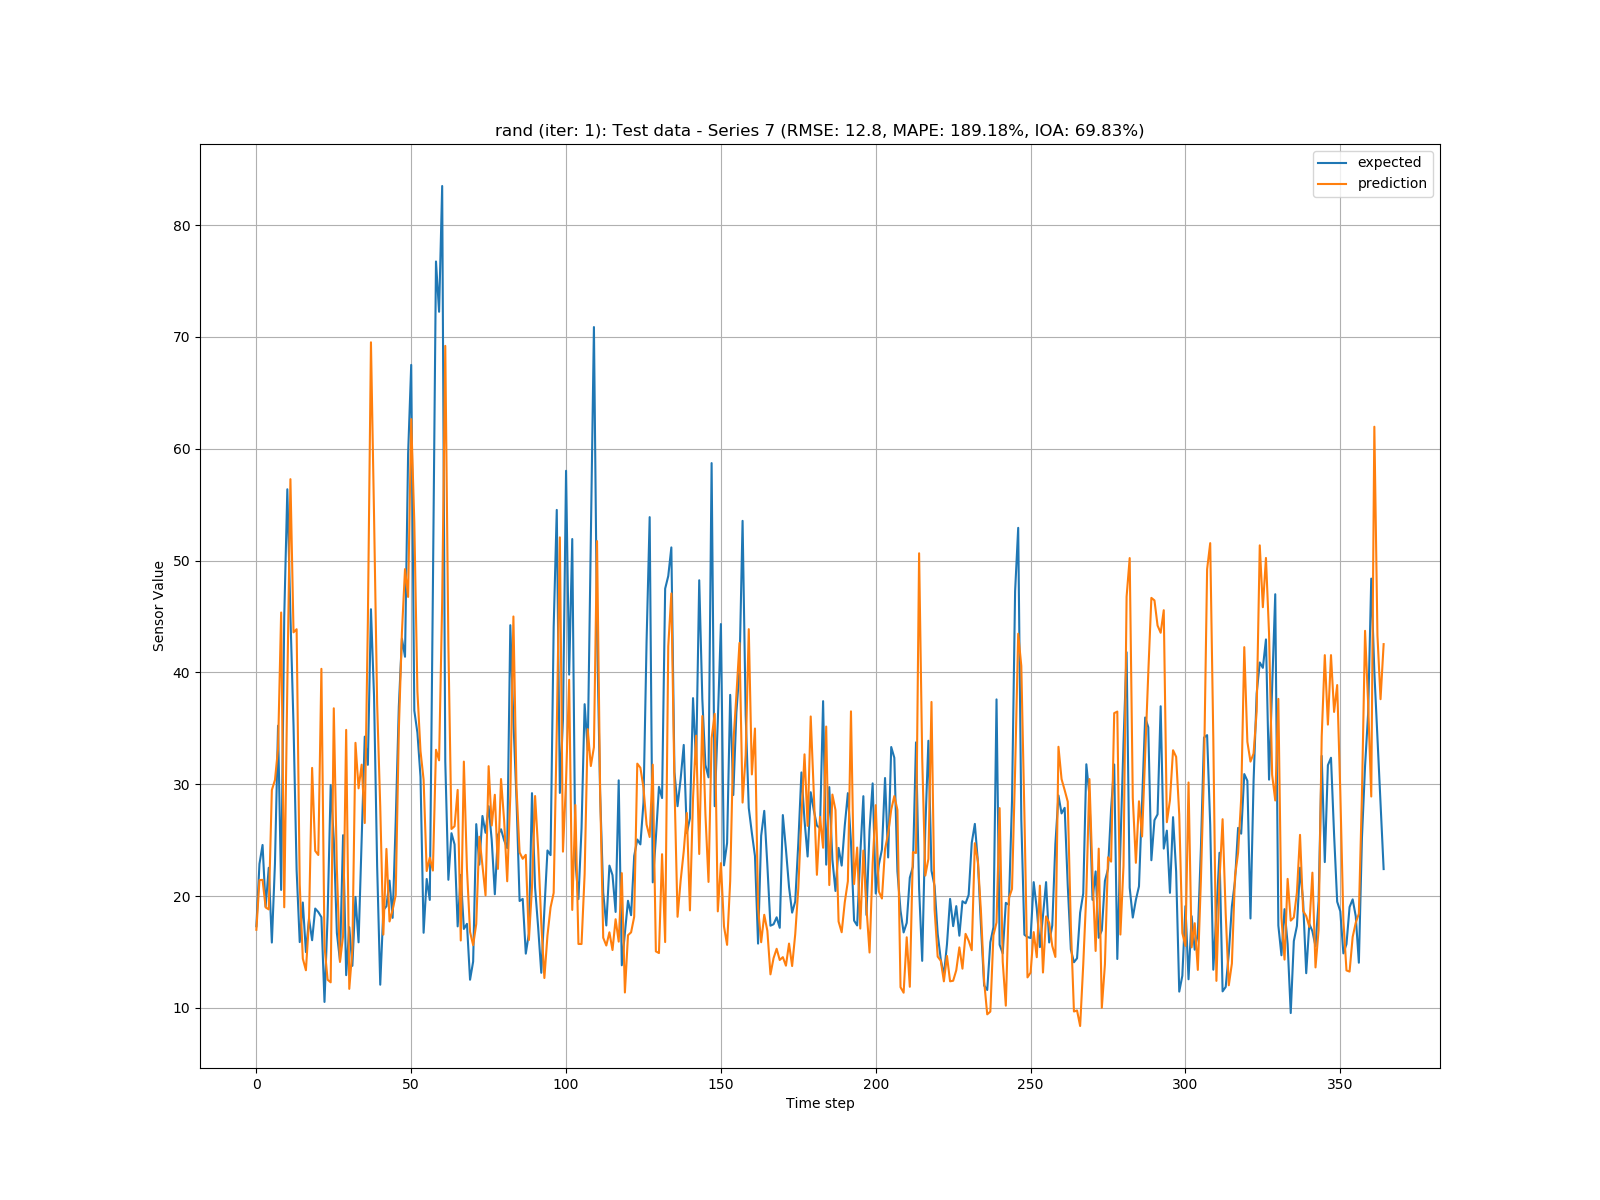 rand (iter: 1): Test data - Series 7 (RMSE: 12.8, MAPE: 189.18%, IOA: 69.83%)
expected
prediction
80
70
60
50
40
30
20
10
Sensor Value
0 50 100 150 200 250 300 350
Time step